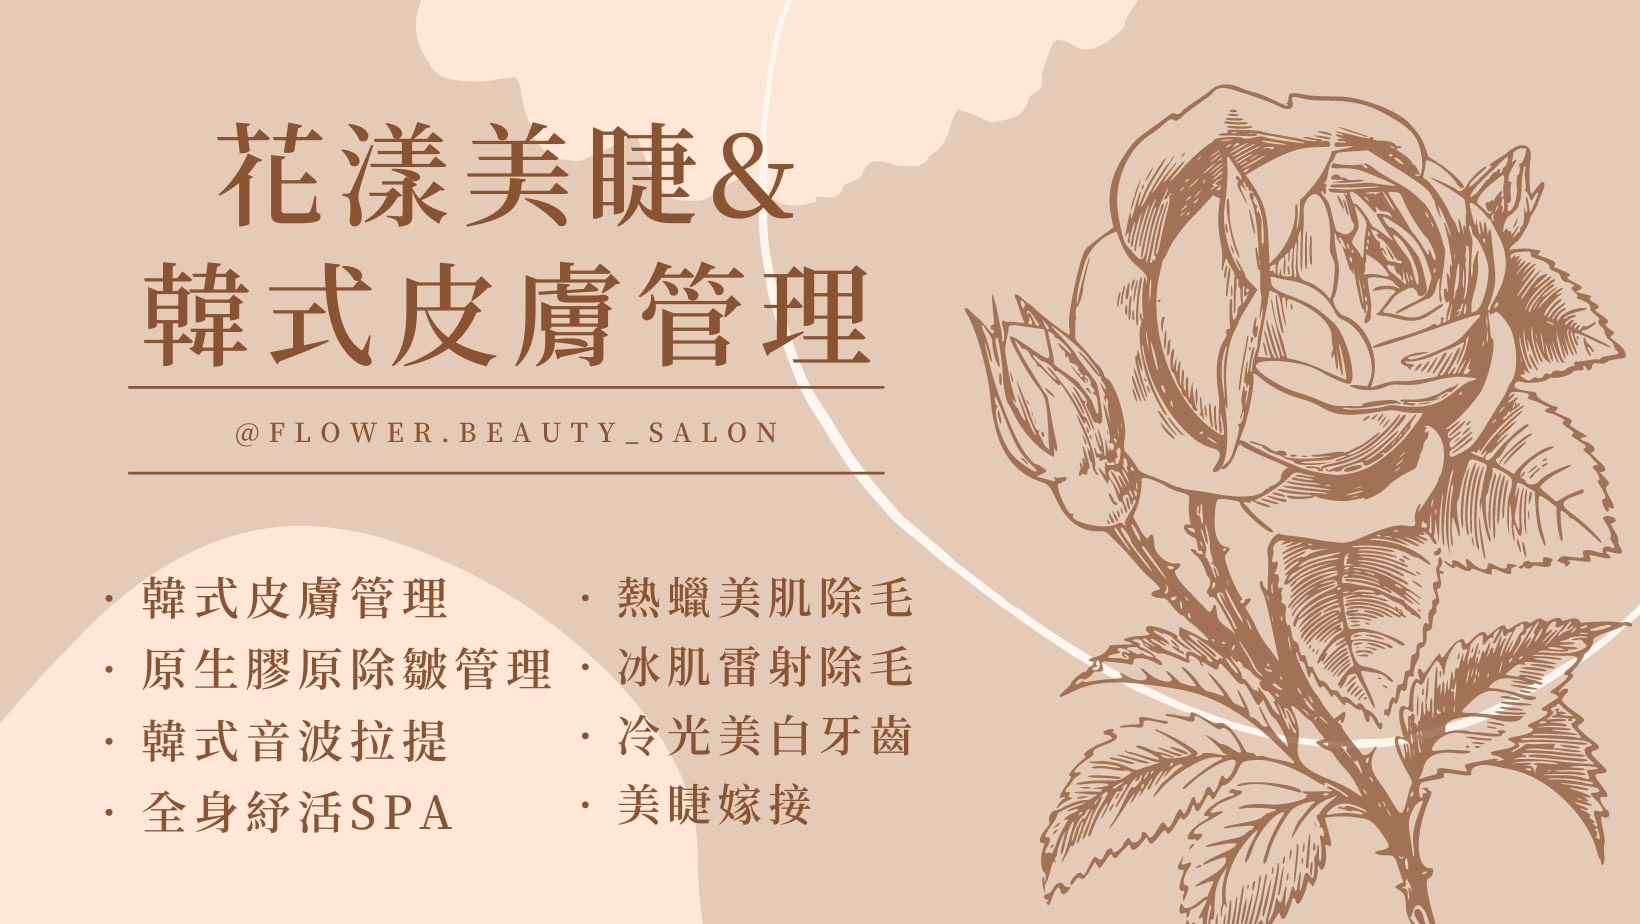 花漾美睫&
韓式皮膚管理
@FLOWER.BEAUTY_SALON
· 韓式皮膚管理
· 原生膠原除皺管理
· 韓式音波拉提
· 全身紓活SPA
· 熱蠟美肌除毛
· 冰肌雷射除毛
· 冷光美白牙齒
· 美睫嫁接